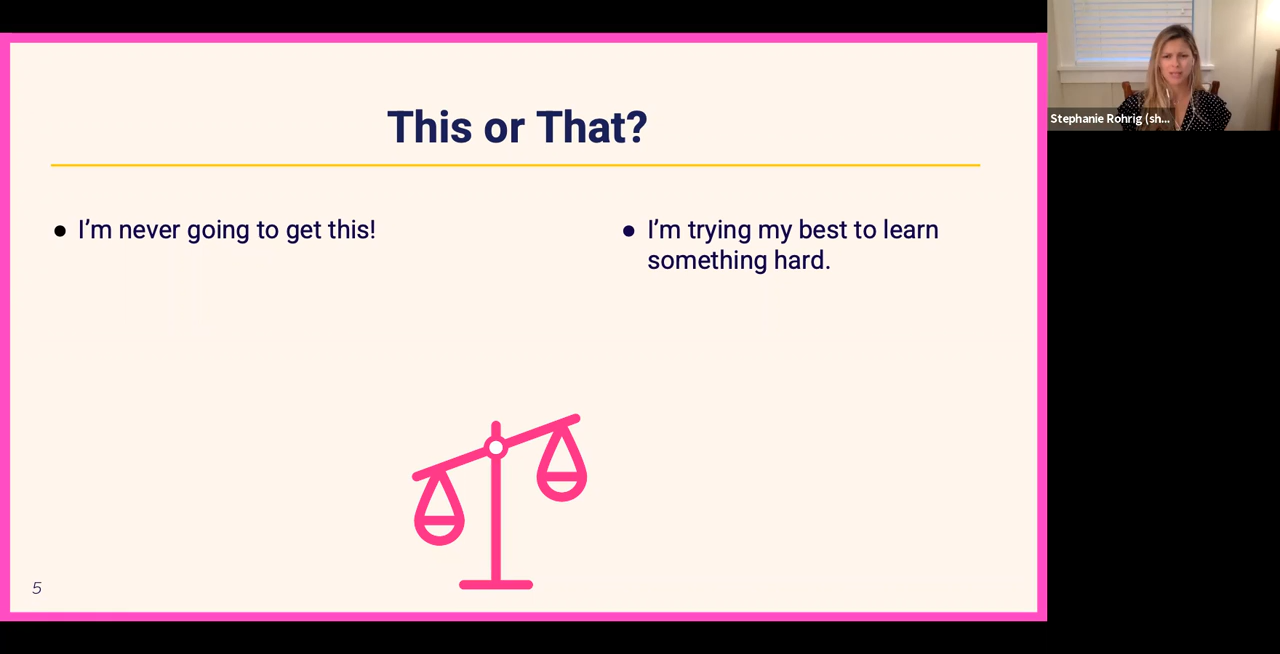 This or That?
● I’m never going to get this!
● I’m trying my best to learn
something hard.
5
Stephanie Rohrig (sh...